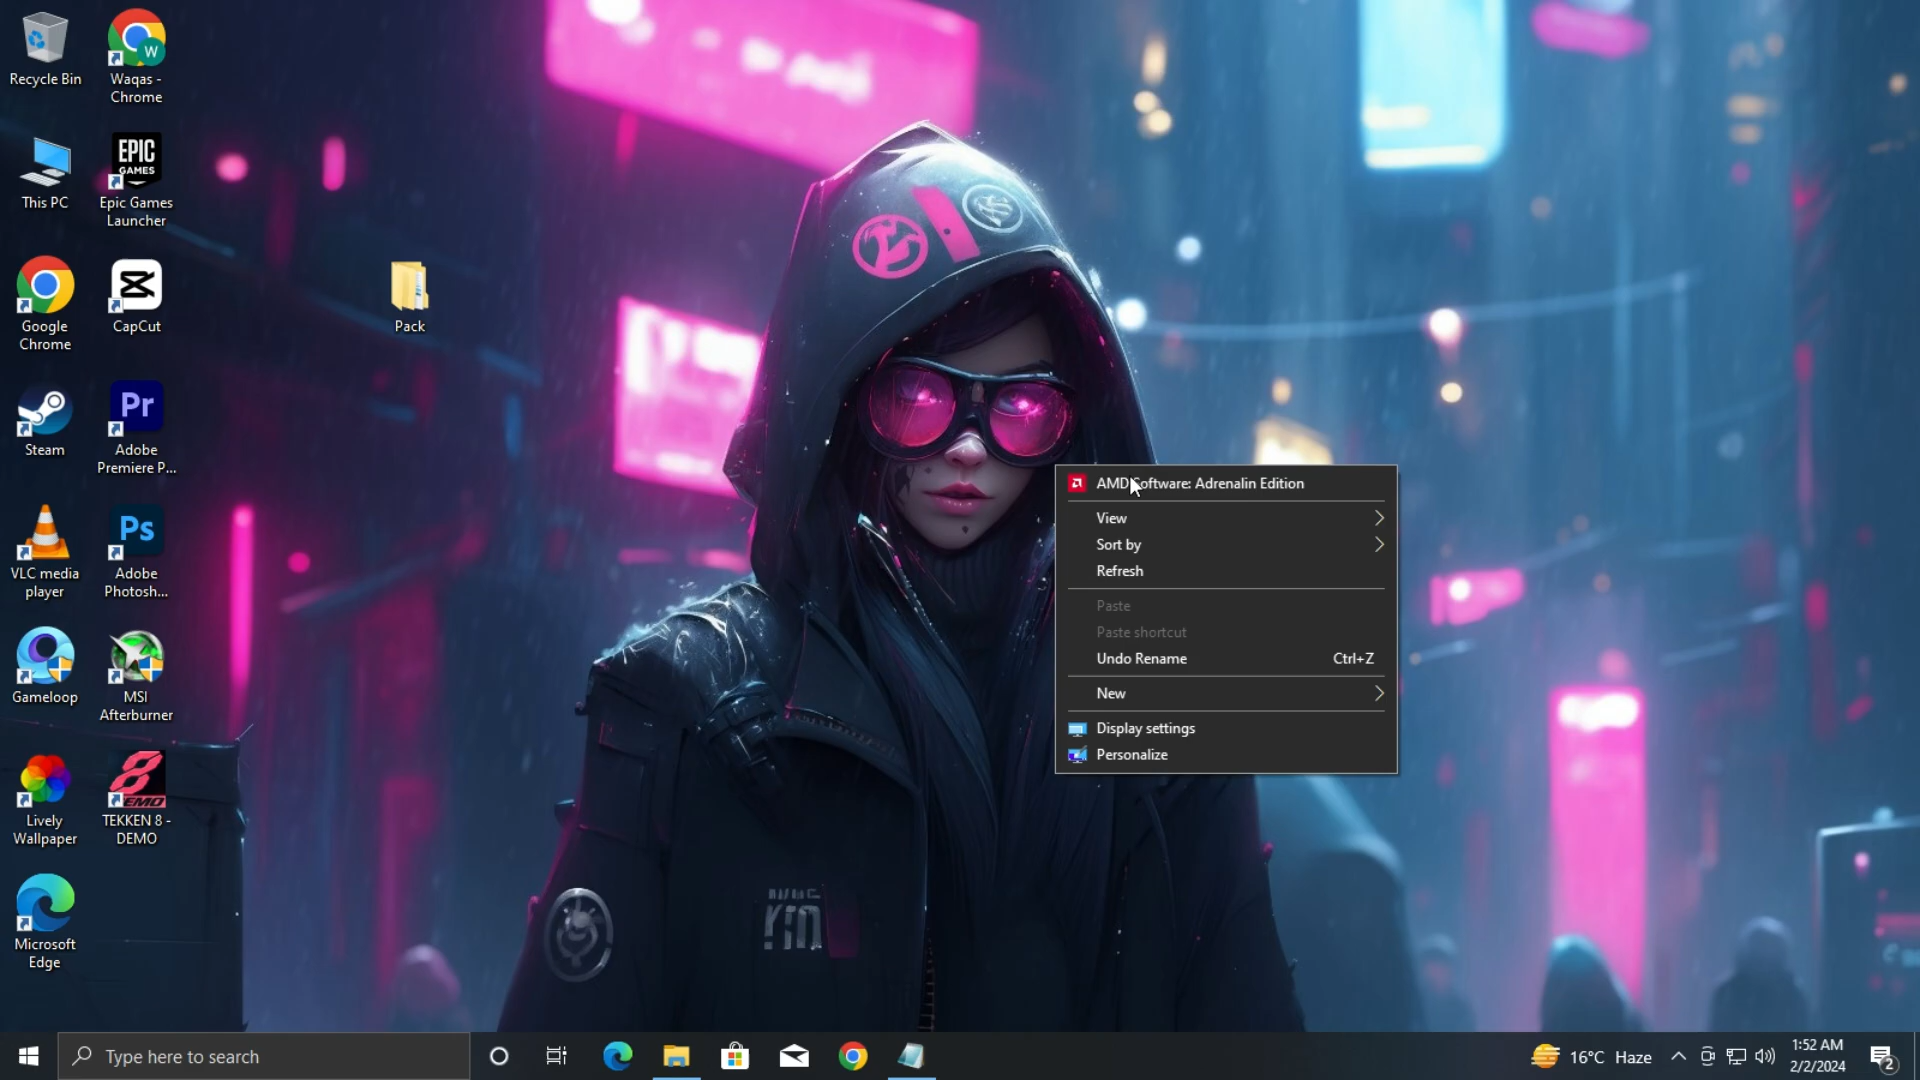 Recycle Bin
Waqas -
Chrome
This PC
EPIC
GAMES
Epic Games
Launcher
Google
Chrome
CapCut
Pack
Steam
Pr
Adobe
Premiere P...
VLC media
player
Ps
Adobe
Photosh...
Gameloop
MSI
Afterburner
Lively
Wallpaper
8
DEMO
TEKKEN 8 -
DEMO
Microsoft
Edge
AMD Software: Adrenalin Edition
View
Sort by
Refresh
Paste
Paste shortcut
Undo Rename Ctrl+Z
New
Display settings
Personalize
Type here to search
16°C Haze
1:52 AM
2/2/2024
2